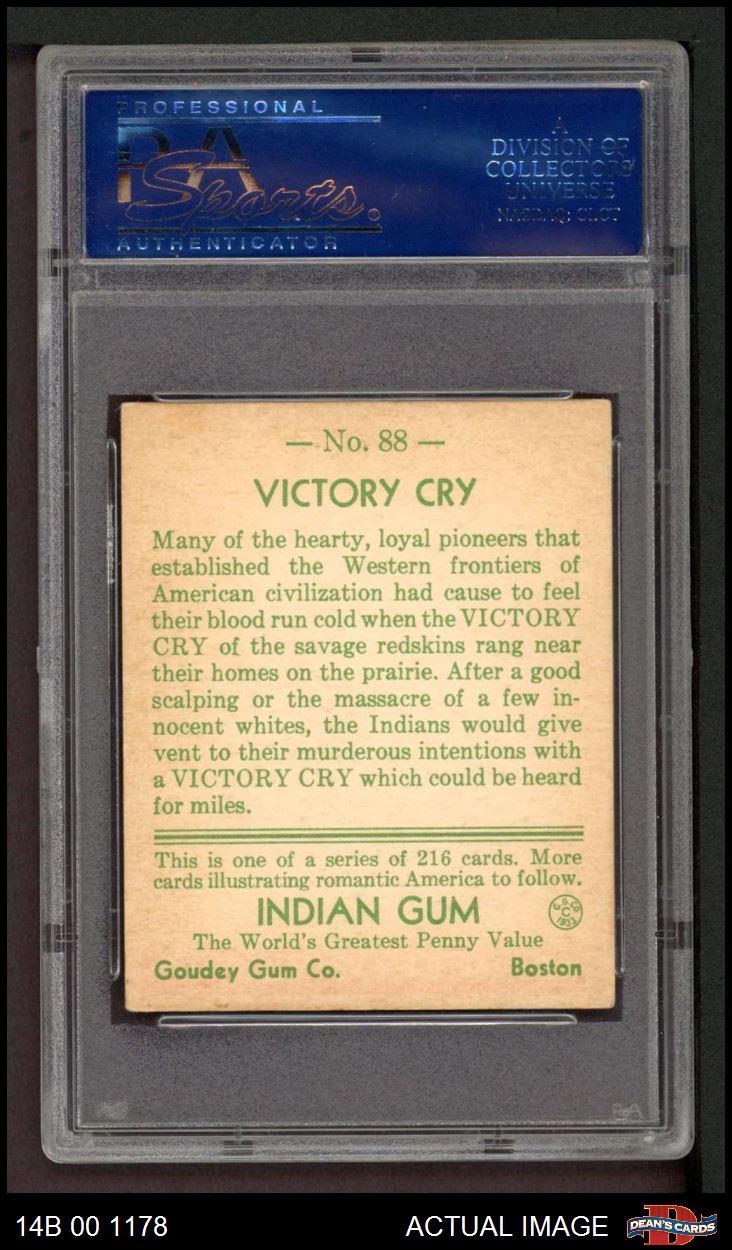 PROFESSIONAL
PSA
Sports®
AUTHENTICATOR
A
DIVISION OF
COLLECTORS
UNIVERSE
NASDAQ: CLCT
— No. 88 —
VICTORY CRY
Many of the hearty, loyal pioneers that
established the Western frontiers of
American civilization had cause to feel
their blood run cold when the VICTORY
CRY of the savage redskins rang near
their homes on the prairie. After a good
scalping or the massacre of a few in-
nocent whites, the Indians would give
vent to their murderous intentions with
a VICTORY CRY which could be heard
for miles.
This is one of a series of 216 cards. More
cards illustrating romantic America to follow.
INDIAN GUM
G.G.Co.
C
1933
The World's Greatest Penny Value
Goudey Gum Co. Boston
PSA
14B 00 1178 ACTUAL IMAGE
DEAN'S CARDS